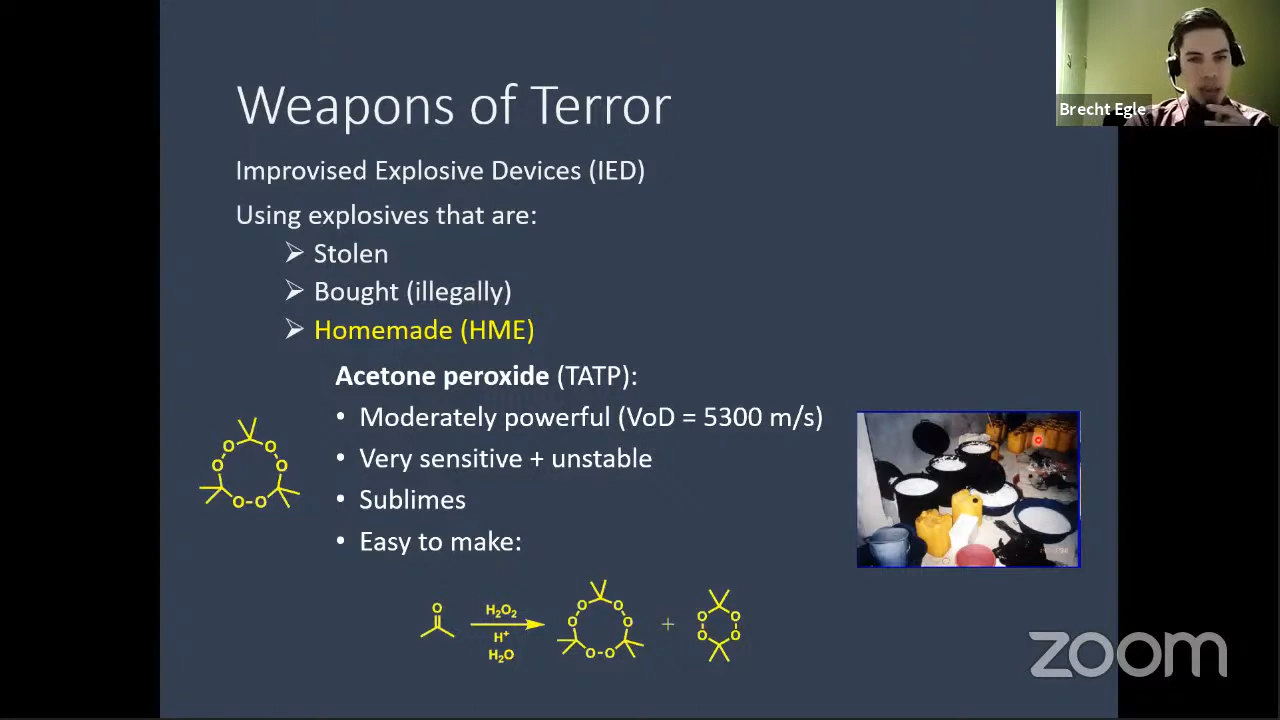 Brecht Egle
Weapons of Terror
Improvised Explosive Devices (IED)
Using explosives that are:
➢ Stolen
➢ Bought (illegally)
➢ Homemade (HME)
Acetone peroxide (TATP):
• Moderately powerful (VoD = 5300 m/s)
• Very sensitive + unstable
• Sublimes
• Easy to make:
O O O O O O
O
H₂O₂
H⁺
H₂O
O O O O O O
+
O O O O
zoom